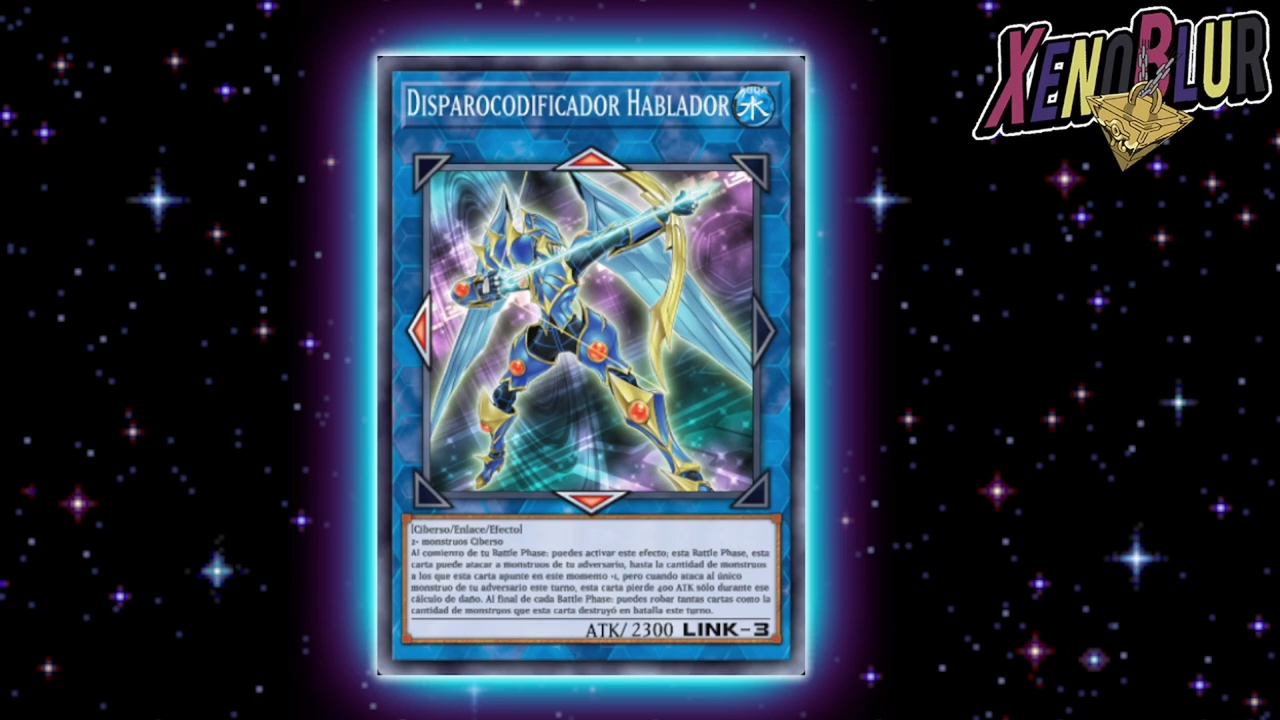 XENOBLUR
DISPAROCODIFICADOR HABLADOR
AGUA
水
[Ciberso/Enlace/Efecto]
2+ monstruos Ciberso
Al comienzo de tu Battle Phase: puedes activar este efecto; esta Battle Phase, esta
carta puede atacar a monstruos de tu adversario, hasta la cantidad de monstruos
a los que esta carta apunte en este momento +1, pero cuando ataca al único
monstruo de tu adversario este turno, esta carta pierde 400 ATK sólo durante ese
cálculo de daño. Al final de cada Battle Phase: puedes robar tantas cartas como la
cantidad de monstruos que esta carta destruyó en batalla este turno.
ATK/ 2300 LINK-3